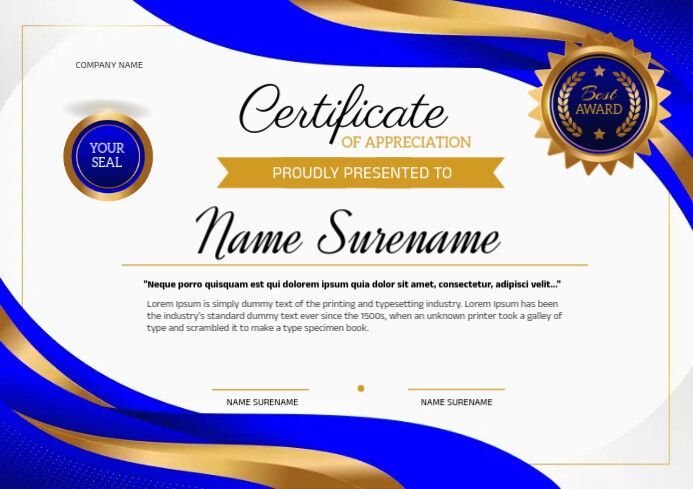 COMPANY NAME
YOUR
SEAL
Best
AWARD
Certificate
OF APPRECIATION
PROUDLY PRESENTED TO
Name Surename
"Neque porro quisquam est qui dolorem ipsum quia dolor sit amet, consectetur, adipisci velit..."
Lorem Ipsum is simply dummy text of the printing and typesetting industry. Lorem Ipsum has been
the industry's standard dummy text ever since the 1500s, when an unknown printer took a galley of
type and scrambled it to make a type specimen book.
NAME SURENAME
NAME SURENAME